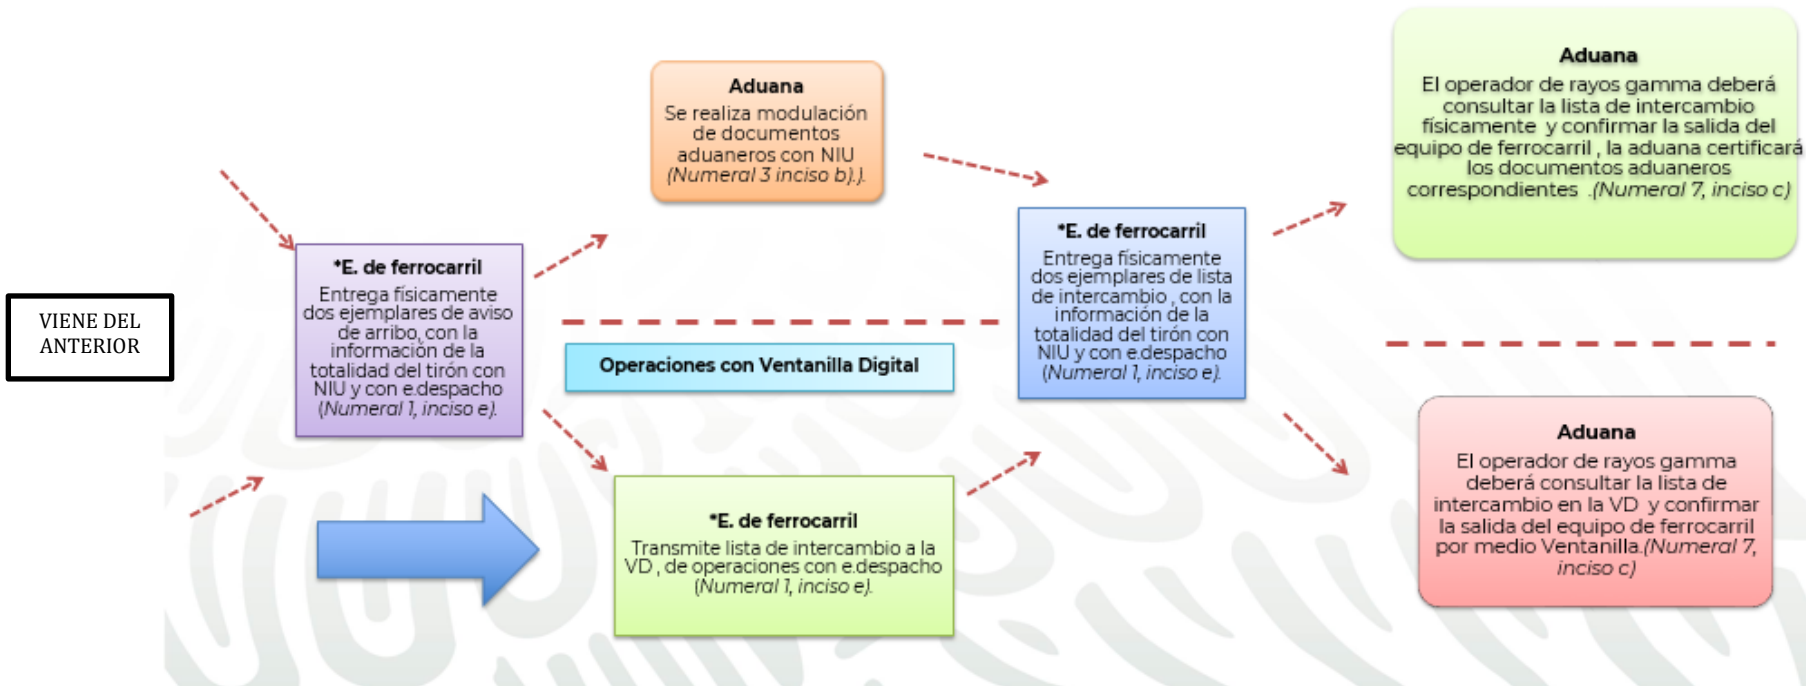 VIENE DEL
ANTERIOR
*E. de ferrocarril
Entrega físicamente
dos ejemplares de aviso
de arribo, con la
información de la
totalidad del tirón con
NIU y con e.despacho
(Numeral 1, inciso e).
Aduana
Se realiza modulación
de documentos
aduaneros con NIU
(Numeral 3 inciso b).).
Operaciones con Ventanilla Digital
*E. de ferrocarril
Transmite lista de intercambio a la
VD , de operaciones con e.despacho
(Numeral 1, inciso e).
*E. de ferrocarril
Entrega físicamente
dos ejemplares de lista
de intercambio , con la
información de la
totalidad del tirón con
NIU y con e.despacho
(Numeral 1, inciso e).
Aduana
El operador de rayos gamma deberá
consultar la lista de intercambio
físicamente y confirmar la salida del
equipo de ferrocarril , la aduana certificará
los documentos aduaneros
correspondientes .(Numeral 7, inciso c)
Aduana
El operador de rayos gamma
deberá consultar la lista de
intercambio en la VD y confirmar
la salida del equipo de ferrocarril
por medio Ventanilla.(Numeral 7,
inciso c)